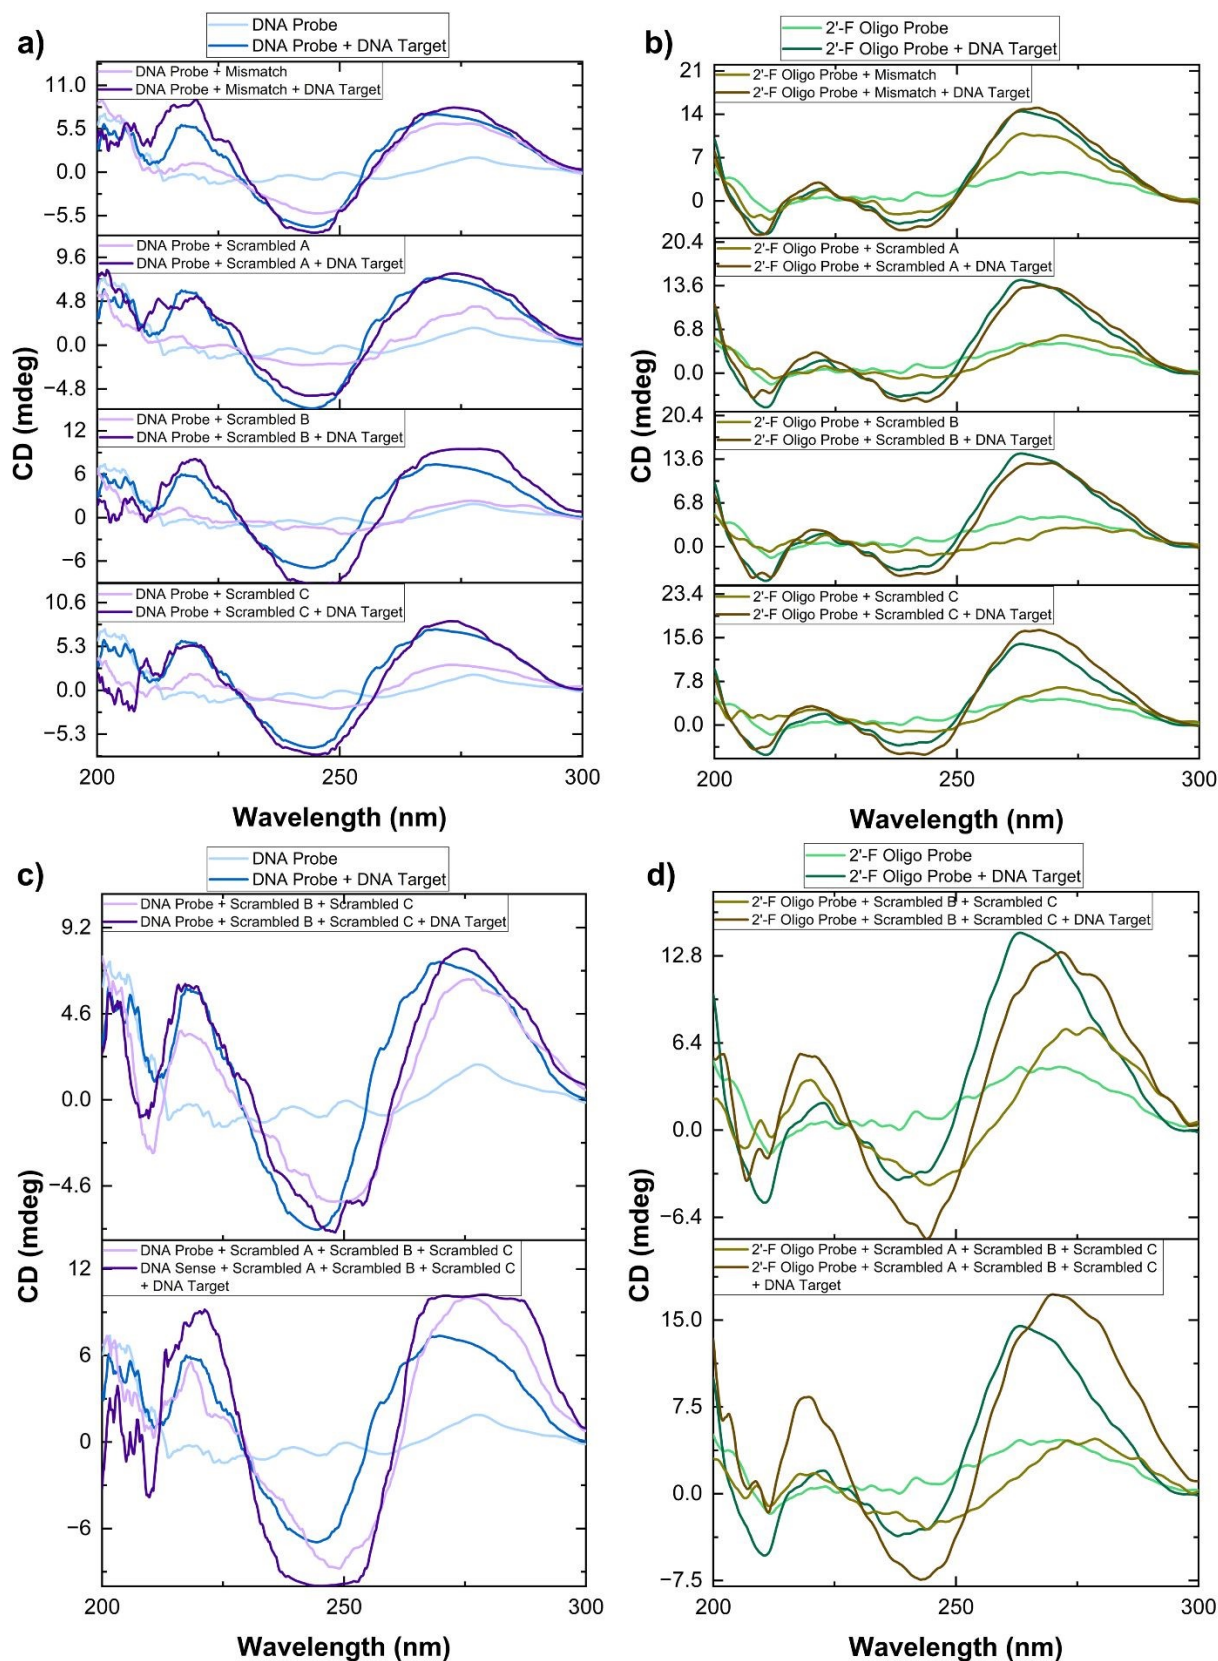 a)
DNA Probe
DNA Probe + DNA Target
DNA Probe + Mismatch
DNA Probe + Mismatch + DNA Target
11.0
5.5
0.0
−5.5
DNA Probe + Scrambled A
DNA Probe + Scrambled A + DNA Target
9.6
4.8
0.0
−4.8
DNA Probe + Scrambled B
DNA Probe + Scrambled B + DNA Target
12
6
0
−6
DNA Probe + Scrambled C
DNA Probe + Scrambled C + DNA Target
10.6
5.3
0.0
−5.3
CD (mdeg)
200
250
300
Wavelength (nm)
b)
2'-F Oligo Probe
2'-F Oligo Probe + DNA Target
2'-F Oligo Probe + Mismatch
2'-F Oligo Probe + Mismatch + DNA Target
21
14
7
0
2'-F Oligo Probe + Scrambled A
2'-F Oligo Probe + Scrambled A + DNA Target
20.4
13.6
6.8
0.0
2'-F Oligo Probe + Scrambled B
2'-F Oligo Probe + Scrambled B + DNA Target
20.4
13.6
6.8
0.0
2'-F Oligo Probe + Scrambled C
2'-F Oligo Probe + Scrambled C + DNA Target
23.4
15.6
7.8
0.0
CD (mdeg)
200
250
300
Wavelength (nm)
c)
DNA Probe
DNA Probe + DNA Target
DNA Probe + Scrambled B + Scrambled C
DNA Probe + Scrambled B + Scrambled C + DNA Target
9.2
4.6
0.0
−4.6
DNA Probe + Scrambled A + Scrambled B + Scrambled C
DNA Sense + Scrambled A + Scrambled B + Scrambled C
+ DNA Target
12
6
0
−6
CD (mdeg)
200
250
300
Wavelength (nm)
d)
2'-F Oligo Probe
2'-F Oligo Probe + DNA Target
2'-F Oligo Probe + Scrambled B + Scrambled C
2'-F Oligo Probe + Scrambled B + Scrambled C + DNA Target
12.8
6.4
0.0
−6.4
2'-F Oligo Probe + Scrambled A + Scrambled B + Scrambled C
2'-F Oligo Probe + Scrambled A + Scrambled B + Scrambled C
+ DNA Target
15.0
7.5
0.0
−7.5
CD (mdeg)
200
250
300
Wavelength (nm)